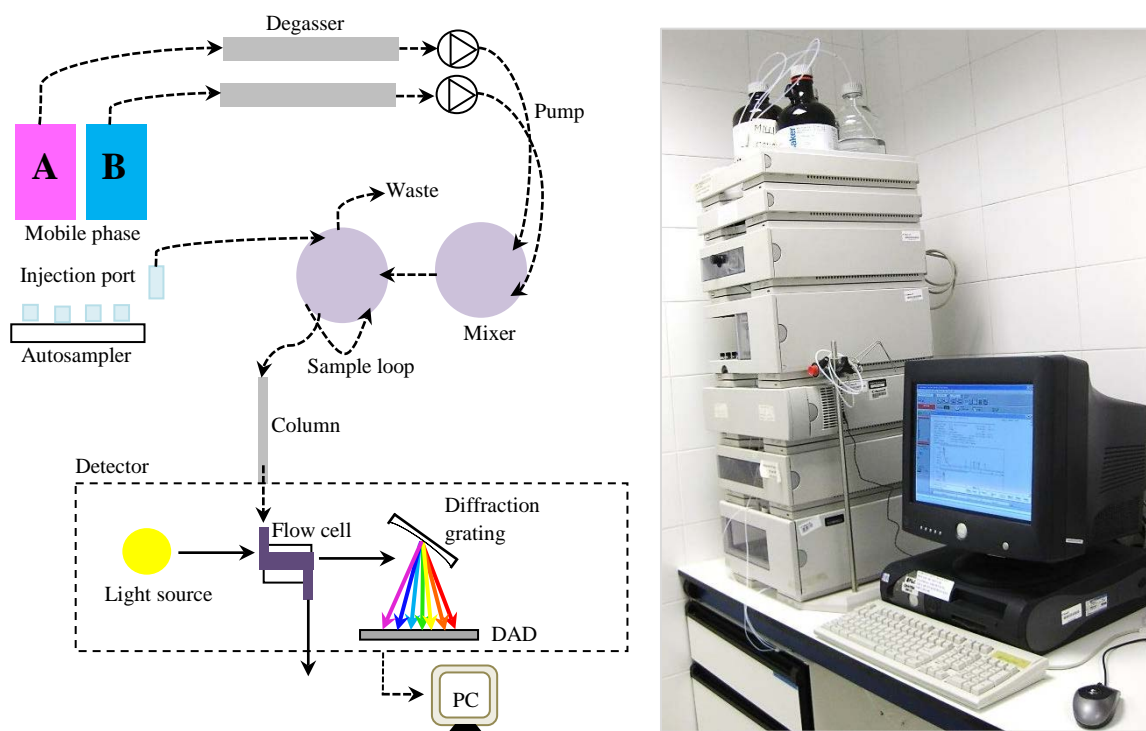 Degasser
Pump
A
B
Mobile phase
Waste
Injection port
Mixer
Autosampler
Sample loop
Column
Detector
Flow cell
Diffraction
grating
Light source
DAD
PC